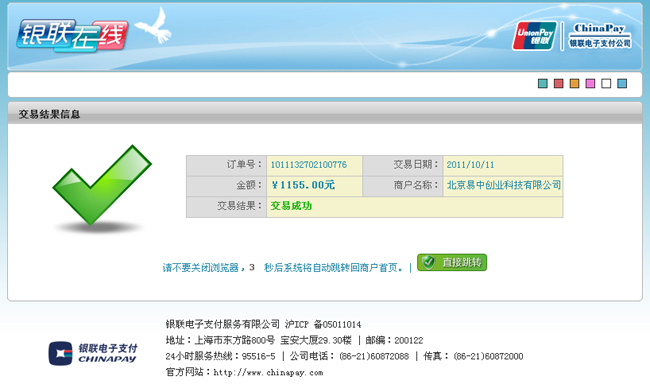 银联在线
UnionPay
银联
ChinaPay
银联电子支付公司
交易结果信息
订单号： 1011132702100776 交易日期： 2011/10/11
金额： ￥1155.00元 商户名称： 北京易中创业科技有限公司
交易结果： 交易成功
请不要关闭浏览器，3 秒后系统将自动跳转回商户首页。| 直接跳转
银联电子支付
CHINAPAY
银联电子支付服务有限公司 沪ICP 备05011014
地址：上海市东方路800号 宝安大厦29.30楼 | 邮编：200122
24小时服务热线：95516-5 | 公司电话：(86-21)60872088 | 传真：(86-21)60872000
官方网站：http://www.chinapay.com